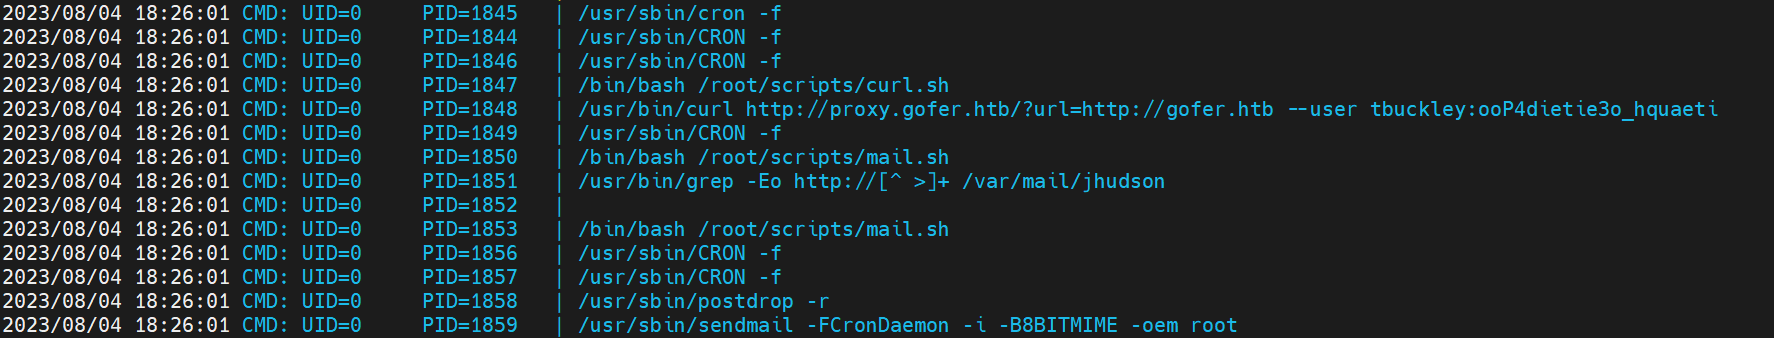 2023/08/04 18:26:01 CMD: UID=0     PID=1845   | /usr/sbin/cron -f
2023/08/04 18:26:01 CMD: UID=0     PID=1844   | /usr/sbin/CRON -f
2023/08/04 18:26:01 CMD: UID=0     PID=1846   | /usr/sbin/CRON -f
2023/08/04 18:26:01 CMD: UID=0     PID=1847   | /bin/bash /root/scripts/curl.sh
2023/08/04 18:26:01 CMD: UID=0     PID=1848   | /usr/bin/curl http://proxy.gofer.htb/?url=http://gofer.htb --user tbuckley:ooP4dietie3o_hquaeti
2023/08/04 18:26:01 CMD: UID=0     PID=1849   | /usr/sbin/CRON -f
2023/08/04 18:26:01 CMD: UID=0     PID=1850   | /bin/bash /root/scripts/mail.sh
2023/08/04 18:26:01 CMD: UID=0     PID=1851   | /usr/bin/grep -Eo http://[^ >]+ /var/mail/jhudson
2023/08/04 18:26:01 CMD: UID=0     PID=1852   |
2023/08/04 18:26:01 CMD: UID=0     PID=1853   | /bin/bash /root/scripts/mail.sh
2023/08/04 18:26:01 CMD: UID=0     PID=1856   | /usr/sbin/CRON -f
2023/08/04 18:26:01 CMD: UID=0     PID=1857   | /usr/sbin/CRON -f
2023/08/04 18:26:01 CMD: UID=0     PID=1858   | /usr/sbin/postdrop -r
2023/08/04 18:26:01 CMD: UID=0     PID=1859   | /usr/sbin/sendmail -FCronDaemon -i -B8BITMIME -oem root